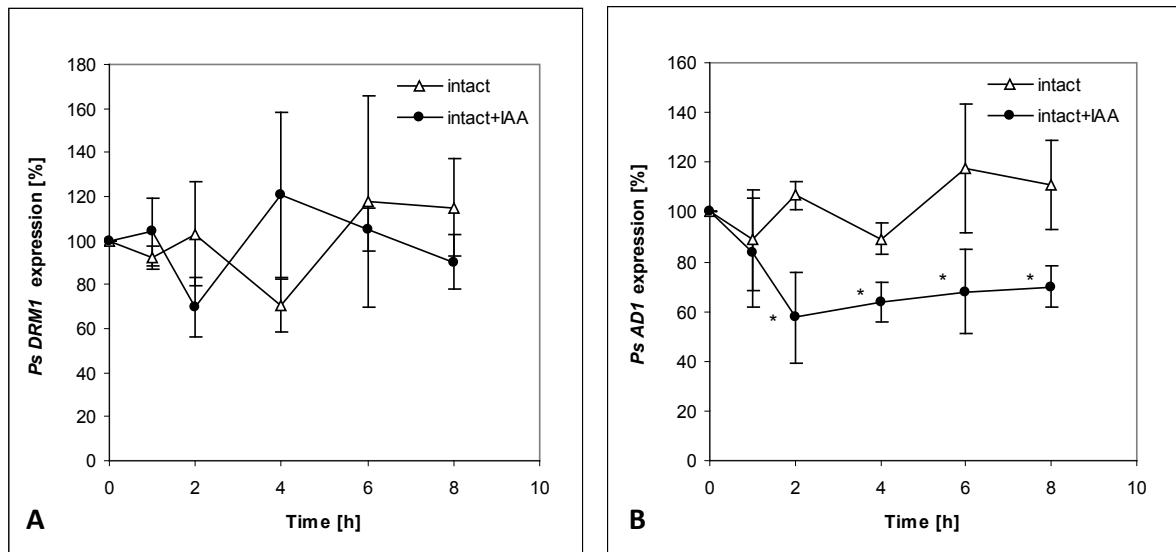 180
160
140
120
100
80
60
40
20
0
Ps DRM1 expression [%]
intact
intact+IAA
0 2 4 6 8 10
Time [h]
A
160
140
120
100
80
60
40
20
0
Ps AD1 expression [%]
intact
intact+IAA
*
*
*
*
0 2 4 6 8 10
Time [h]
B